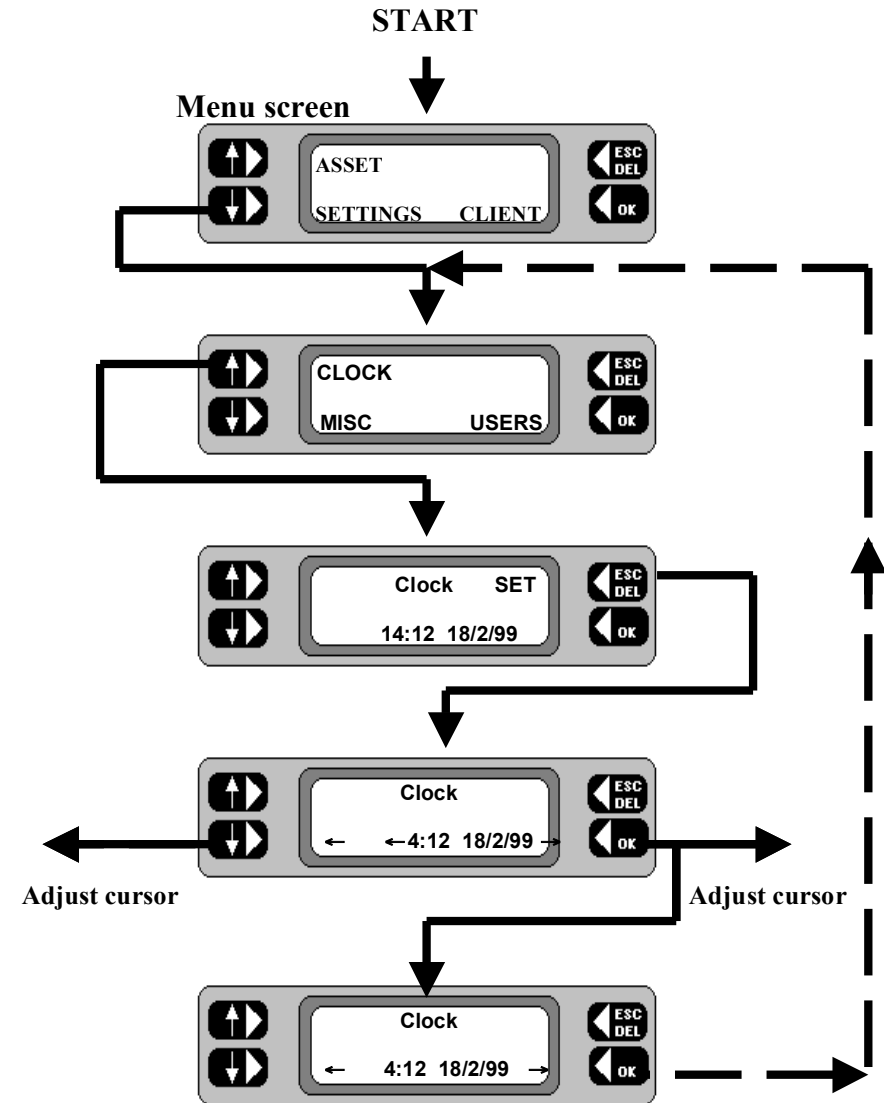 START
Menu screen
ASSET
ESC
DEL
SETTINGS CLIENT
OK
CLOCK
ESC
DEL
MISC USERS
OK
Clock SET
ESC
DEL
14:12 18/2/99
OK
Clock
ESC
DEL
← ←4:12 18/2/99 →
OK
Adjust cursor
Adjust cursor
Clock
ESC
DEL
← 4:12 18/2/99 →
OK